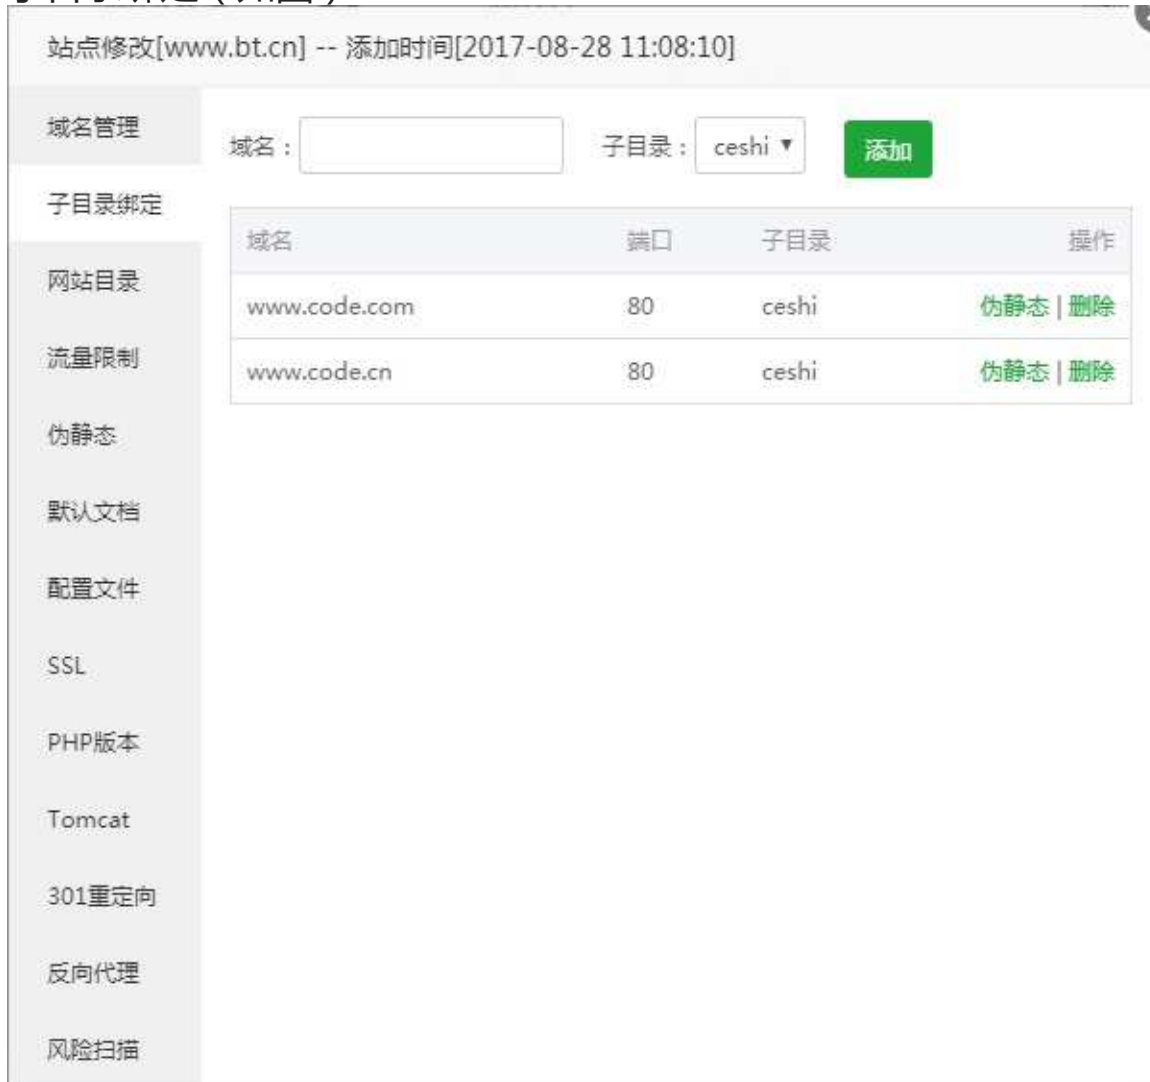 站点修改[www.bt.cn] -- 添加时间[2017-08-28 11:08:10]
域名管理
子目录绑定
网站目录
流量限制
伪静态
默认文档
配置文件
SSL
PHP版本
Tomcat
301重定向
反向代理
风险扫描
域名： 子目录： ceshi 添加
域名 端口 子目录 操作
www.code.com 80 ceshi 伪静态 | 删除
www.code.cn 80 ceshi 伪静态 | 删除